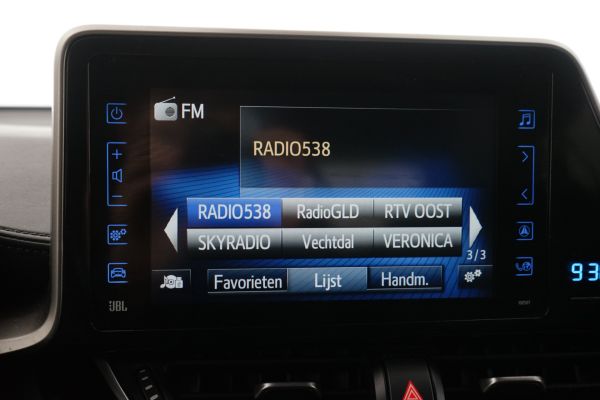 FM
RADIO538
RADIO538 RadioGLD RTV OOST
SKYRADIO Vechtdal VERONICA
3/3
Favorieten Lijst Handm.
JBL
93